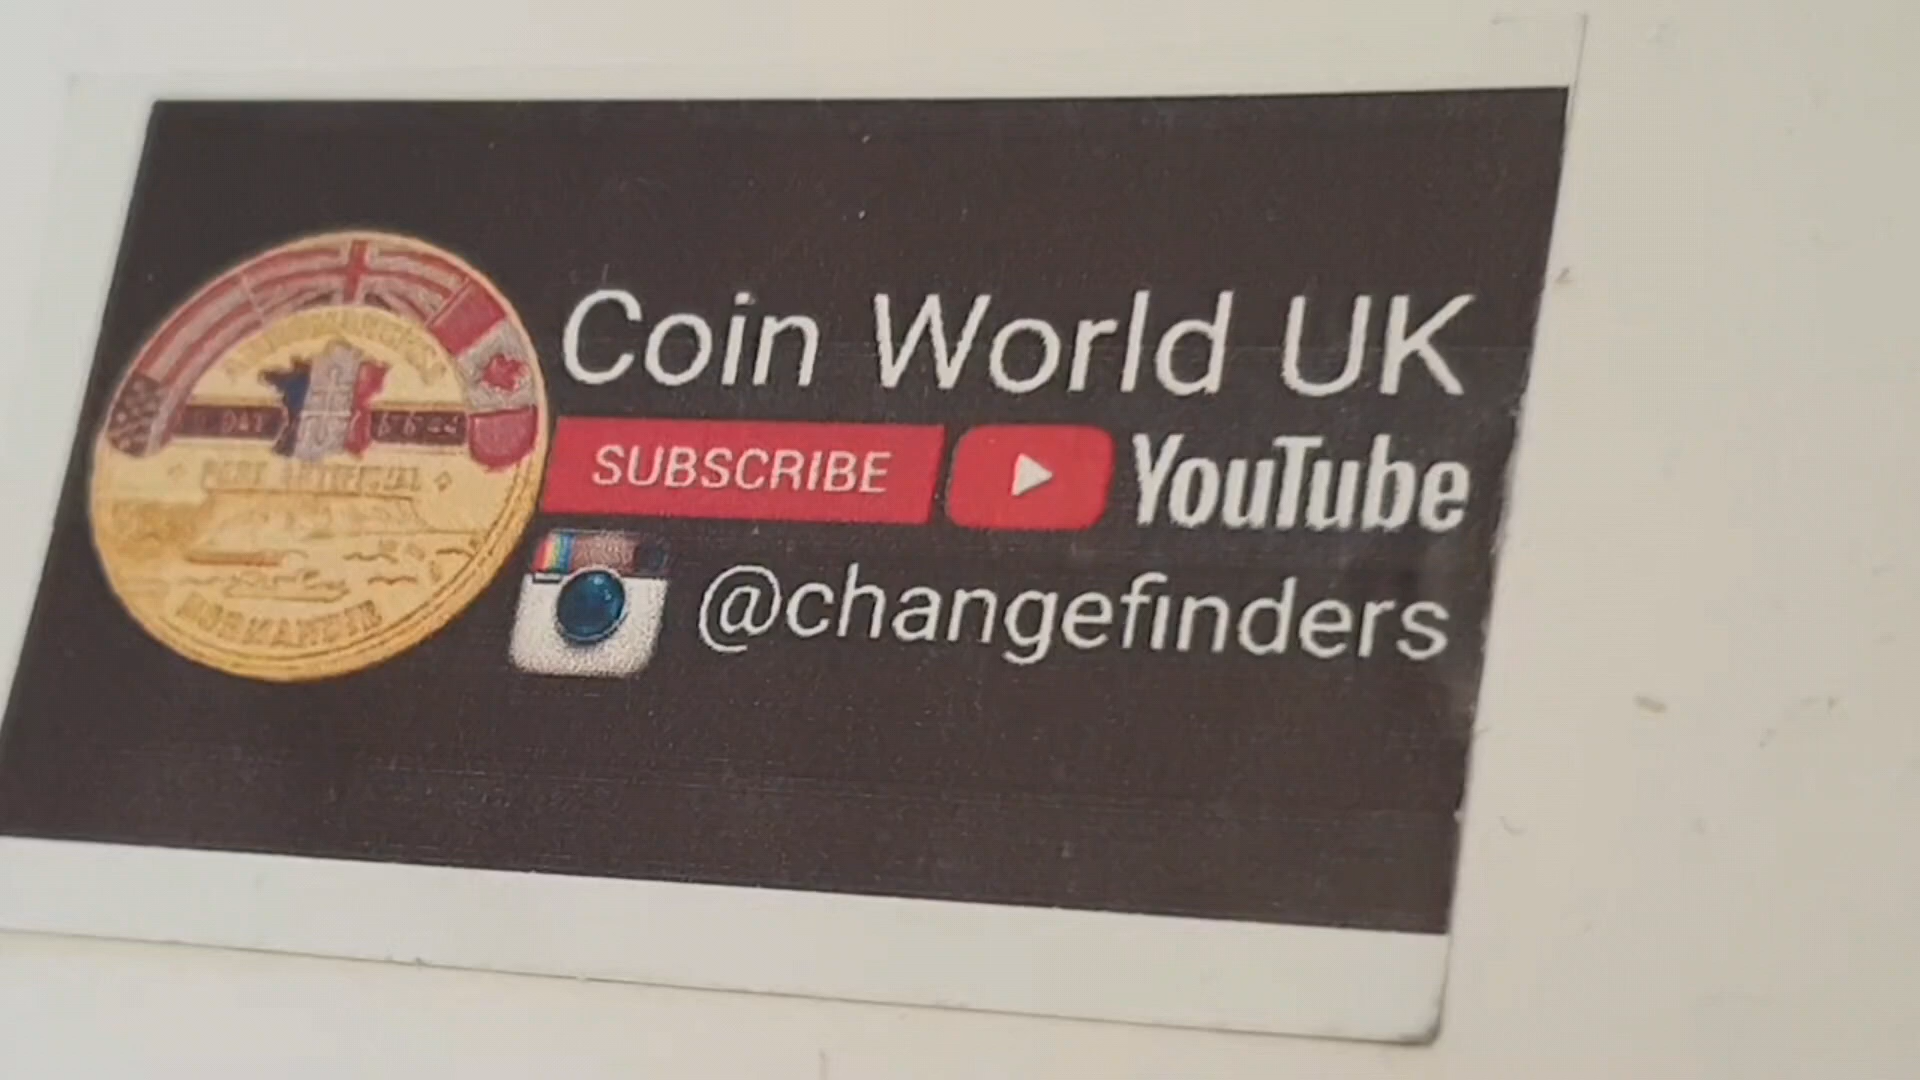 Coin World UK
SUBSCRIBE
YouTube
@changefinders
NORMANDIE